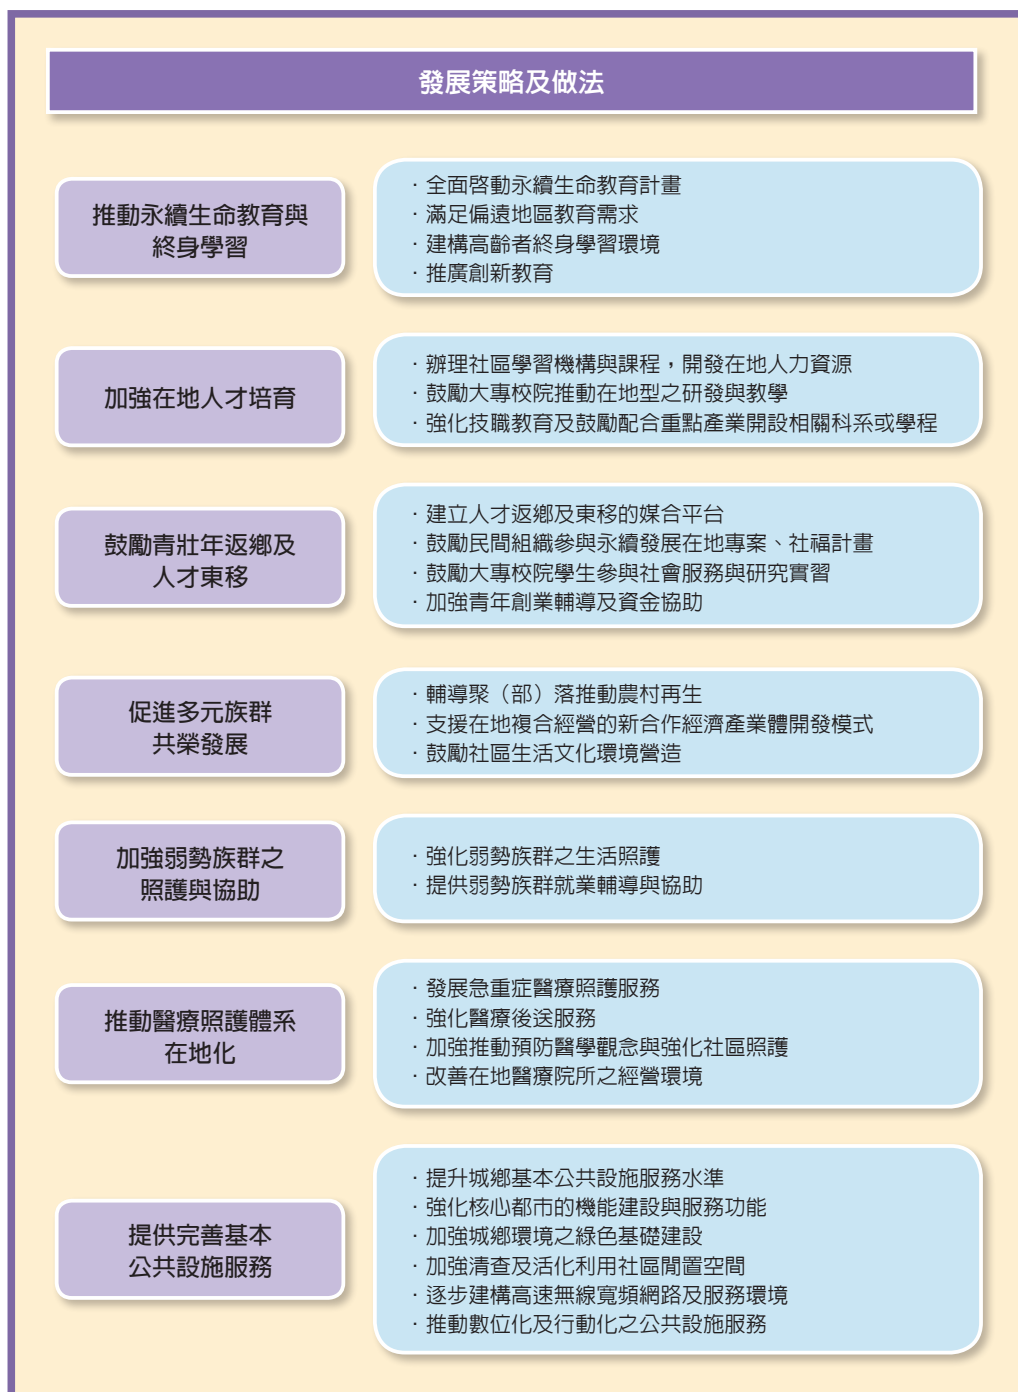 發展策略及做法
推動永續生命教育與
終身學習
·全面啓動永續生命教育計畫
·滿足偏遠地區教育需求
·建構高齡者終身學習環境
·推廣創新教育
加強在地人才培育
·辦理社區學習機構與課程，開發在地人力資源
·鼓勵大專校院推動在地型之研發與教學
·強化技職教育及鼓勵配合重點產業開設相關科系或學程
鼓勵青壯年返鄉及
人才東移
·建立人才返鄉及東移的媒合平台
·鼓勵民間組織參與永續發展在地專案、社福計畫
·鼓勵大專校院學生參與社會服務與研究實習
·加強青年創業輔導及資金協助
促進多元族群
共榮發展
·輔導聚（部）落推動農村再生
·支援在地複合經營的新合作經濟產業體開發模式
·鼓勵社區生活文化環境營造
加強弱勢族群之
照護與協助
·強化弱勢族群之生活照護
·提供弱勢族群就業輔導與協助
推動醫療照護體系
在地化
·發展急重症醫療照護服務
·強化醫療後送服務
·加強推動預防醫學觀念與強化社區照護
·改善在地醫療院所之經營環境
提供完善基本
公共設施服務
·提升城鄉基本公共設施服務水準
·強化核心都市的機能建設與服務功能
·加強城鄉環境之綠色基礎建設
·加強清查及活化利用社區閒置空間
·逐步建構高速無線寬頻網路及服務環境
·推動數位化及行動化之公共設施服務